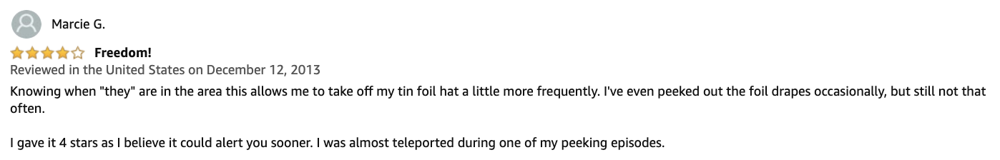 Marcie G.
Freedom!
Reviewed in the United States on December 12, 2013
Knowing when "they" are in the area this allows me to take off my tin foil hat a little more frequently. I've even peeked out the foil drapes occasionally, but still not that
often.
I gave it 4 stars as I believe it could alert you sooner. I was almost teleported during one of my peeking episodes.